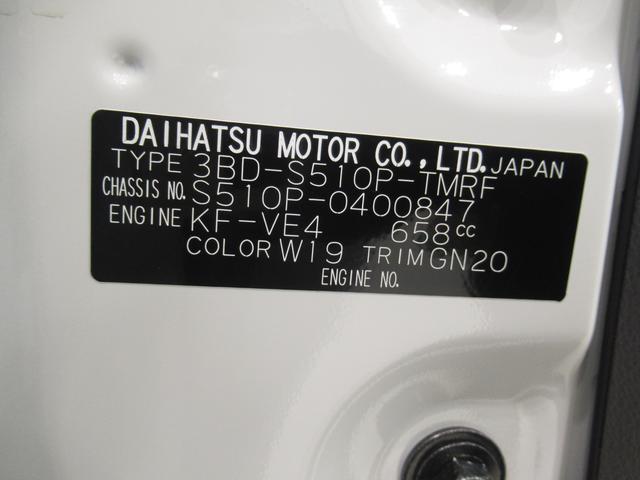 DAIHATSU MOTOR CO.,LTD. JAPAN
TYPE 3BD-S510P-TMRF
CHASSIS NO. S510P-0400847
ENGINE KF-VE4 658cc
COLOR W19 TRIM GN20
ENGINE NO.